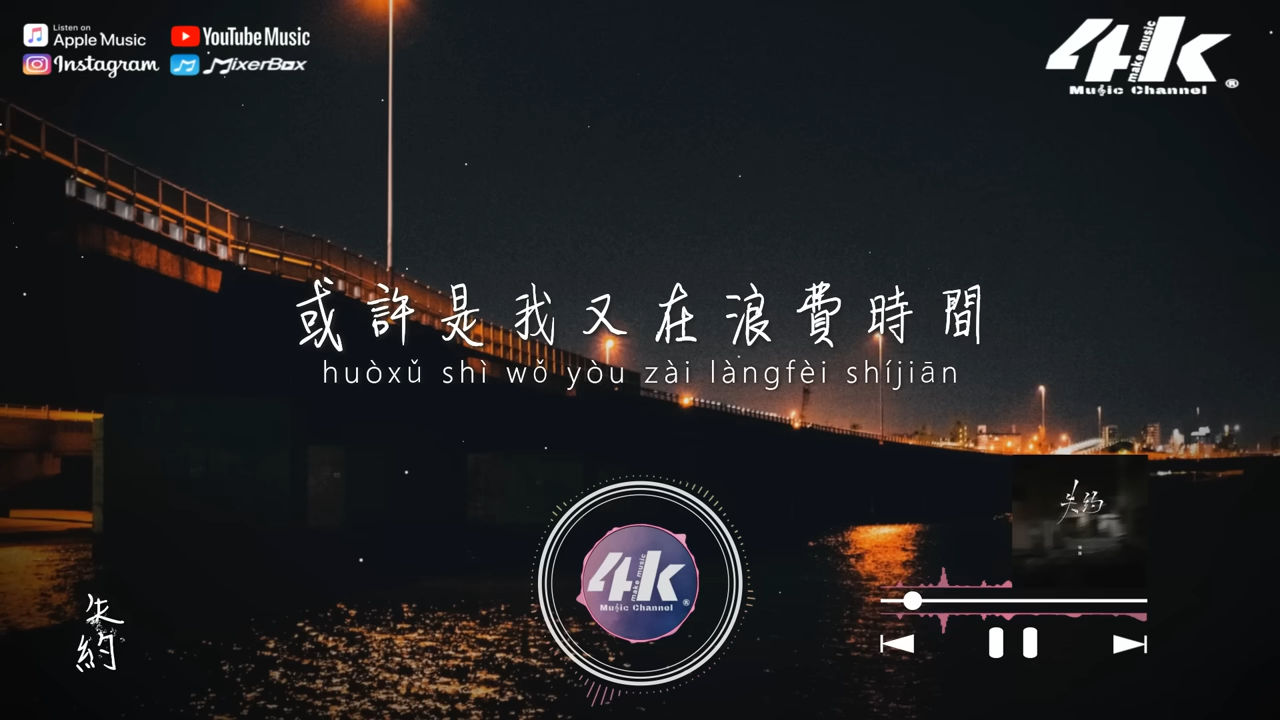 Listen on
Apple Music
YouTube Music
Instagram
MixerBox
4k
make music
Music Channel
®
或許是我又在浪費時間
huòxǔ shì wǒ yòu zài làngfèi shíjiān
失约
4k
make music
Music Channel
®
失
約